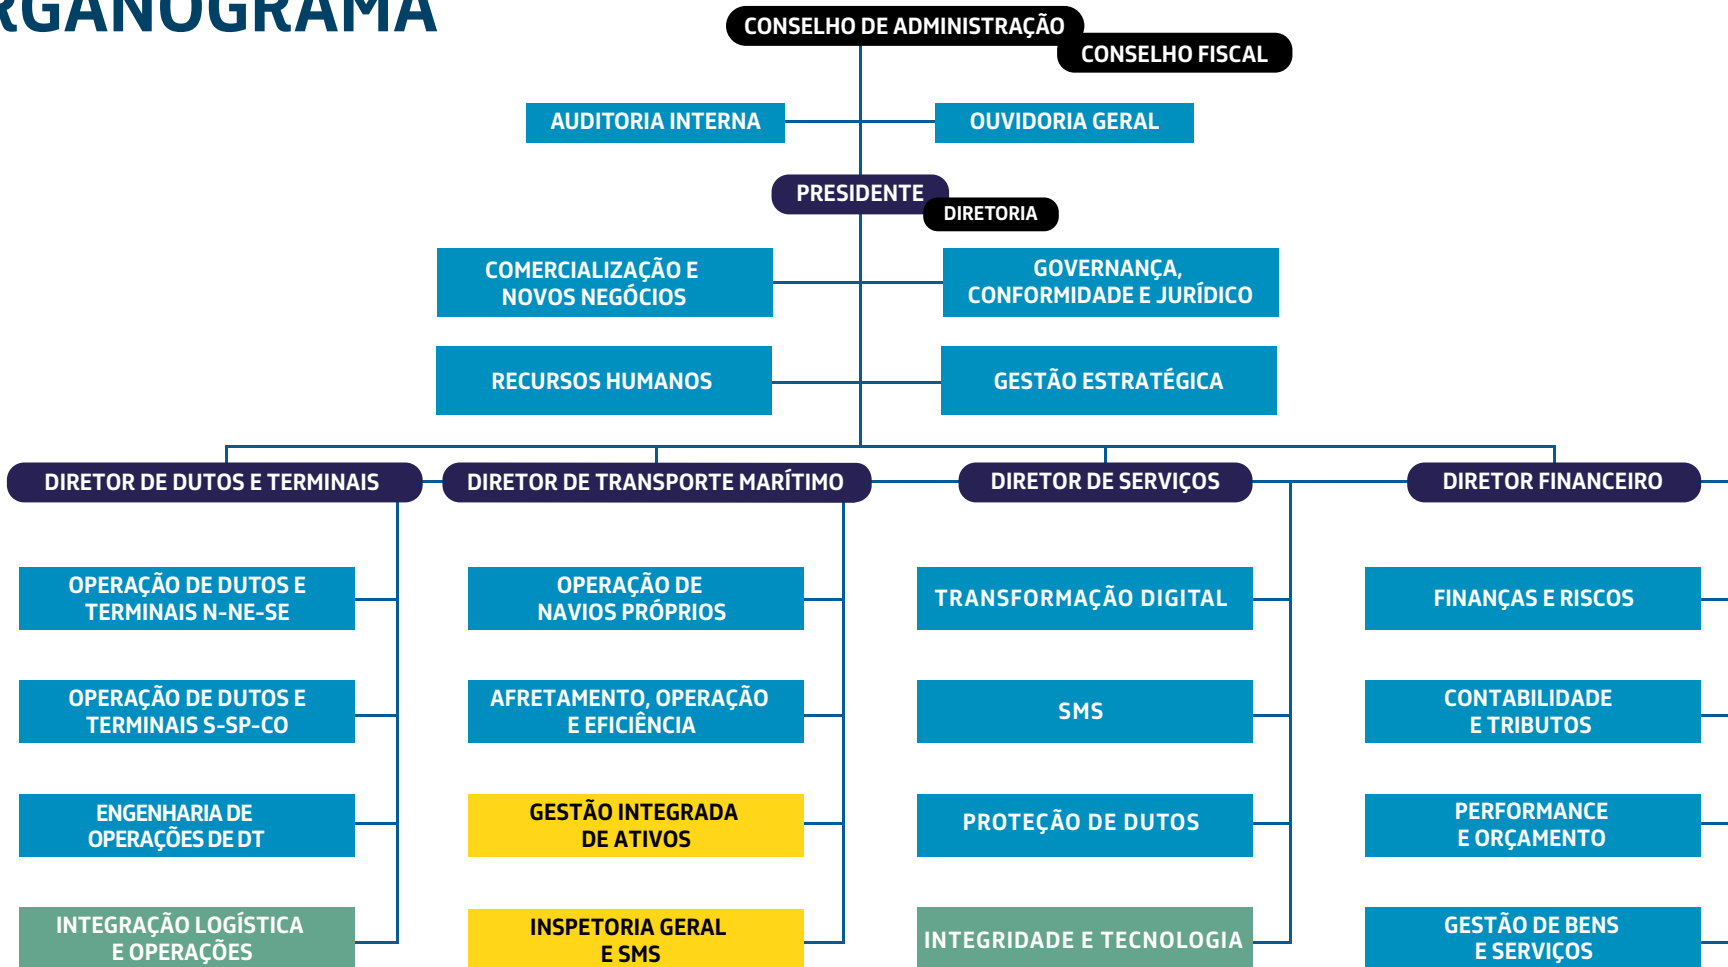 RGANOGRAMA
CONSELHO DE ADMINISTRAÇÃO
CONSELHO FISCAL
AUDITORIA INTERNA
OUVIDORIA GERAL
PRESIDENTE
DIRETORIA
COMERCIALIZAÇÃO E
NOVOS NEGÓCIOS
GOVERNANÇA,
CONFORMIDADE E JURÍDICO
RECURSOS HUMANOS
GESTÃO ESTRATÉGICA
DIRETOR DE DUTOS E TERMINAIS
DIRETOR DE TRANSPORTE MARÍTIMO
DIRETOR DE SERVIÇOS
DIRETOR FINANCEIRO
OPERAÇÃO DE DUTOS E
TERMINAIS N-NE-SE
OPERAÇÃO DE
NAVIOS PRÓPRIOS
TRANSFORMAÇÃO DIGITAL
FINANÇAS E RISCOS
OPERAÇÃO DE DUTOS E
TERMINAIS S-SP-CO
AFRETAMENTO, OPERAÇÃO
E EFICIÊNCIA
SMS
CONTABILIDADE
E TRIBUTOS
ENGENHARIA DE
OPERAÇÕES DE DT
GESTÃO INTEGRADA
DE ATIVOS
PROTEÇÃO DE DUTOS
PERFORMANCE
E ORÇAMENTO
INTEGRAÇÃO LOGÍSTICA
E OPERAÇÕES
INSPETORIA GERAL
E SMS
INTEGRIDADE E TECNOLOGIA
GESTÃO DE BENS
E SERVIÇOS